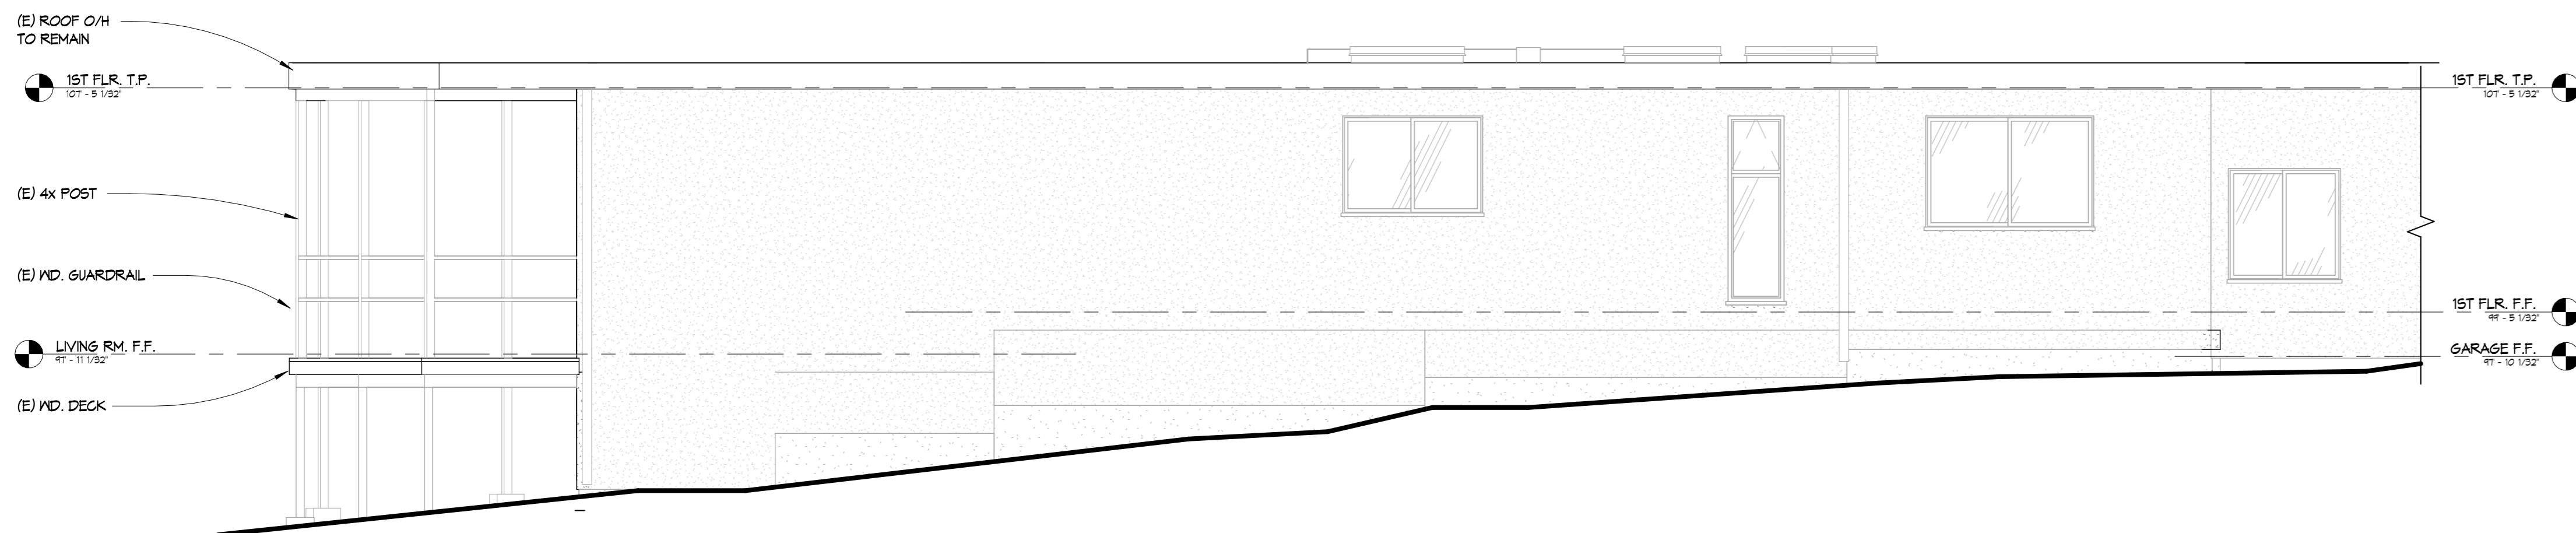 (E) ROOF O/H
TO REMAIN
1ST FLR. T.P.
107' - 5 1/32"
(E) 4x POST
(E) WD. GUARDRAIL
LIVING RM. F.F.
97' - 11 1/32"
(E) WD. DECK
1ST FLR. T.P.
107' - 5 1/32"
1ST FLR. F.F.
99' - 5 1/32"
GARAGE F.F.
97' - 10 1/32"